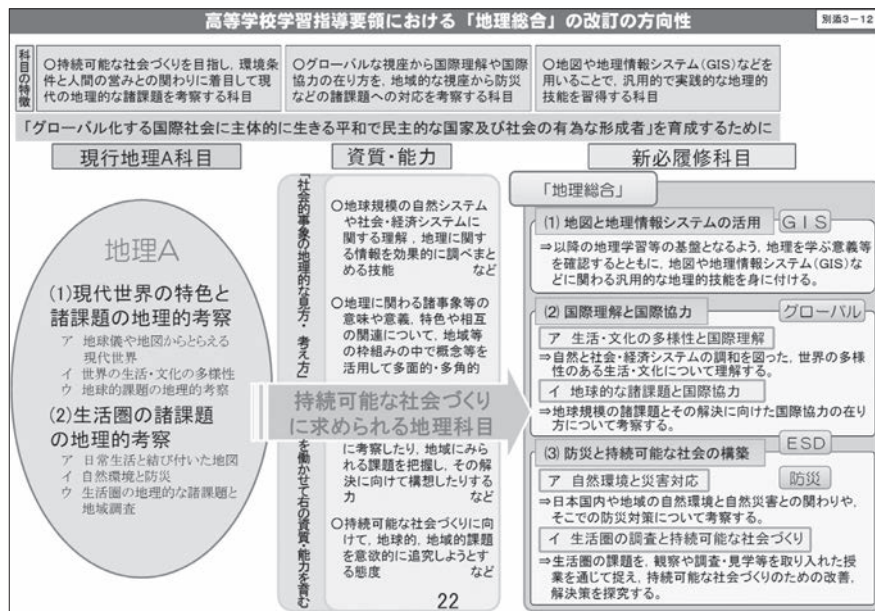 高等学校学習指導要領における「地理総合」の改訂の方向性
別添3-12
科目の特徴
○持続可能な社会づくりを目指し，環境条
件と人間の営みとの関わりに着目して現
代の地理的な諸課題を考察する科目
○グローバルな視座から国際理解や国際
協力の在り方を，地域的な視座から防災
などの諸課題への対応を考察する科目
○地図や地理情報システム(GIS)などを
用いることで，汎用的で実践的な地理的
技能を習得する科目
「グローバル化する国際社会に主体的に生きる平和で民主的な国家及び社会の有為な形成者」を育成するために
現行地理A科目
地理A
(1)現代世界の特色と
諸課題の地理的考察
ア 地球儀や地図からとらえる
現代世界
イ 世界の生活・文化の多様性
ウ 地球的課題の地理的考察
(2)生活圏の諸課題
の地理的考察
ア 日常生活と結び付いた地図
イ 自然環境と防災
ウ 生活圏の地理的な諸課題と
地域調査
資質・能力
「社会的事象の地理的な見方・考え方」
を働かせて右の資質・能力を育む
○地球規模の自然システム
や社会・経済システムに
関する理解，地理に関す
る情報を効果的に調べまと
める技能 など
○地理に関わる諸事象等の
意味や意義，特色や相互
の関連について，地域等
の枠組みの中で概念等を
活用して多面的・多角的
持続可能な社会づくり
に求められる地理科目
に考察したり，地域にみ
られる課題を把握し，その解
決に向けて構想したりする
力 など
○持続可能な社会づくりに
向けて，地球的，地域的課題
を意欲的に追究しようとす
る態度 など
22
新必履修科目
「地理総合」
(1) 地図と地理情報システムの活用
GIS
⇒以降の地理学習等の基盤となるよう，地理を学ぶ意義等
を確認するとともに，地図や地理情報システム(GIS)な
どに関わる汎用的な地理的技能を身に付ける。
(2) 国際理解と国際協力
グローバル
ア 生活・文化の多様性と国際理解
⇒自然と社会・経済システムの調和を図った，世界の多様
性のある生活・文化について理解する。
イ 地球的な諸課題と国際協力
⇒地球規模の諸課題とその解決に向けた国際協力の在り
方について考察する。
(3) 防災と持続可能な社会の構築
ESD
ア 自然環境と災害対応
防災
⇒日本国内や地域の自然環境と自然災害との関わりや，
そこでの防災対策について考察する。
イ 生活圏の調査と持続可能な社会づくり
⇒生活圏の課題を，観察や調査・見学等を取り入れた授
業を通じて捉え，持続可能な社会づくりのための改善，
解決策を探究する。